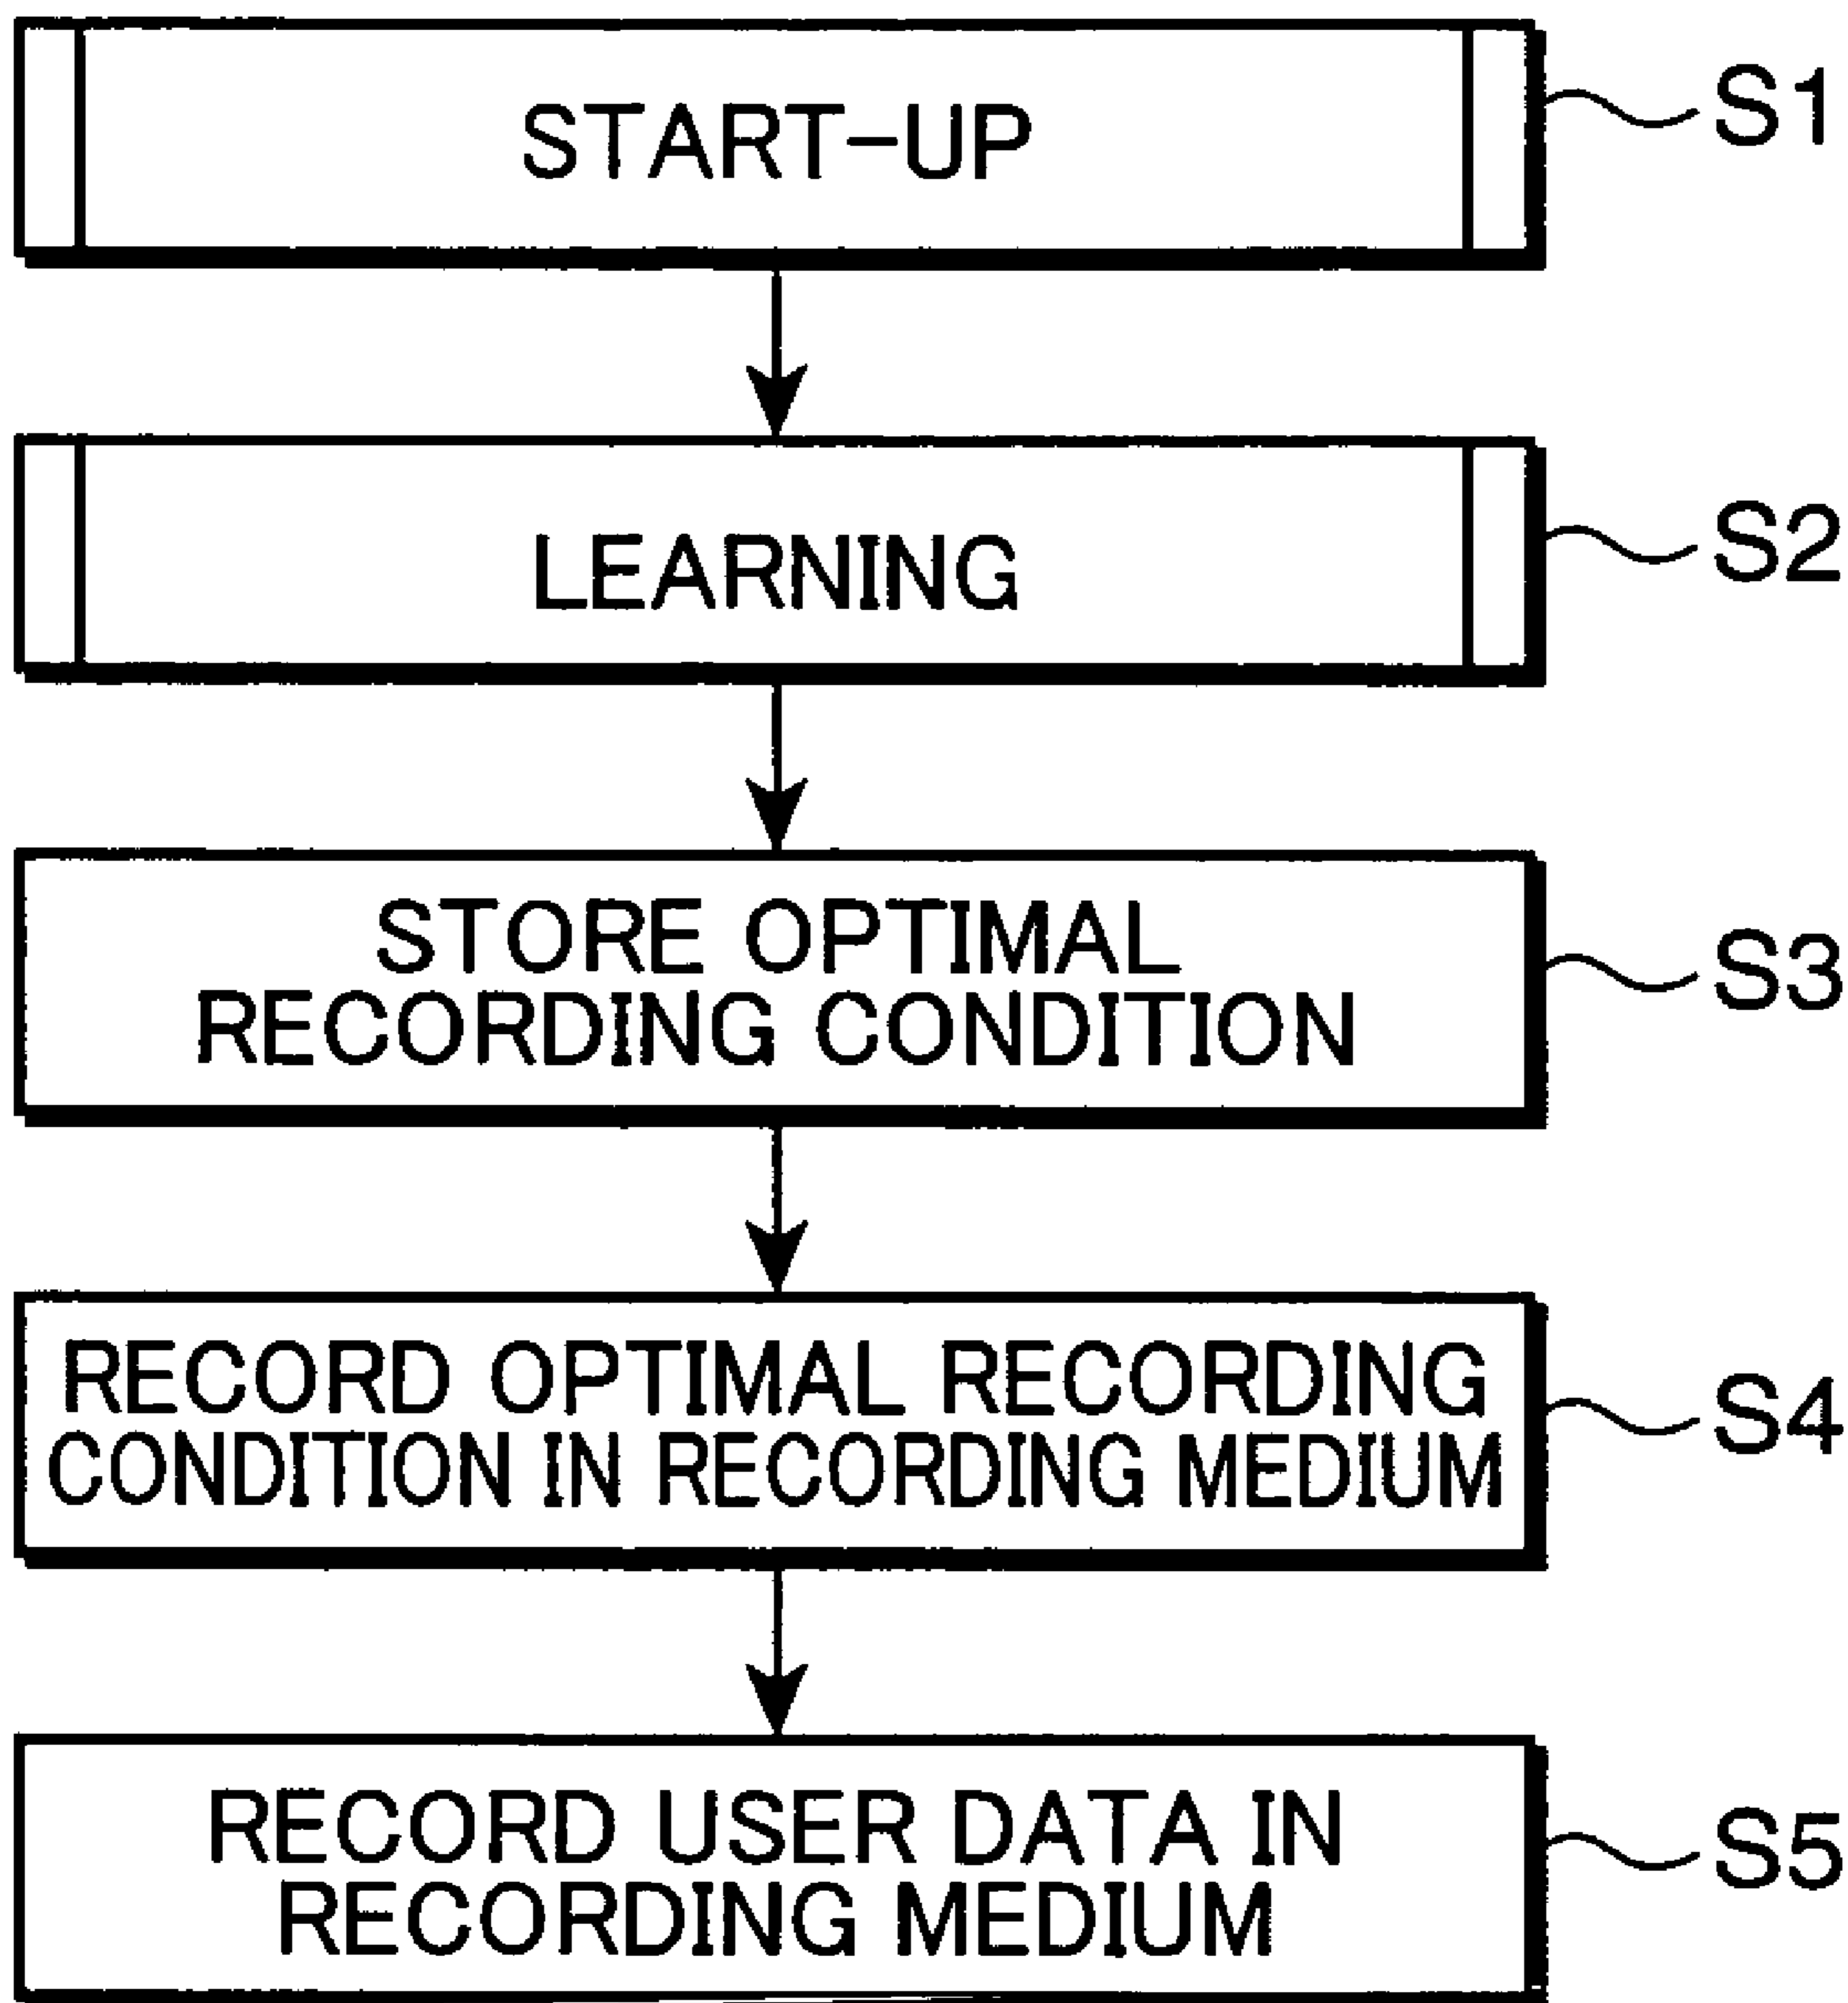 START-UP
S1
LEARNING
S2
STORE OPTIMAL
RECORDING CONDITION
S3
RECORD OPTIMAL RECORDING
CONDITION IN RECORDING MEDIUM
S4
RECORD USER DATA IN
RECORDING MEDIUM
S5